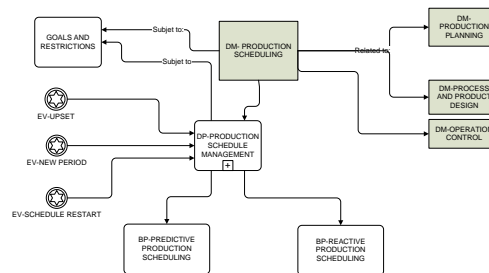 GOALS AND
RESTRICTIONS
Subjet to:
Subjet to
DM- PRODUCTION
SCHEDULING
Related to
DM-
PRODUCTION
PLANNING
DM-PROCESS
AND PRODUCT
DESIGN
DM-OPERATION
CONTROL
EV-UPSET
EV-NEW PERIOD
EV-SCHEDULE RESTART
DP-PRODUCTION
SCHEDULE
MANAGEMENT
+
BP-PREDICTIVE
PRODUCTION
SCHEDULING
BP-REACTIVE
PRODUCTION
SCHEDULING